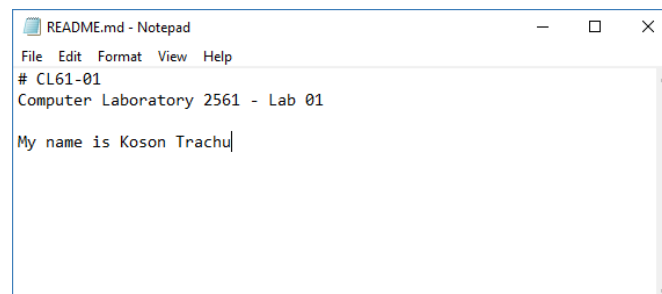 README.md - Notepad
File Edit Format View Help
# CL61-01
Computer Laboratory 2561 - Lab 01
My name is Koson Trachu